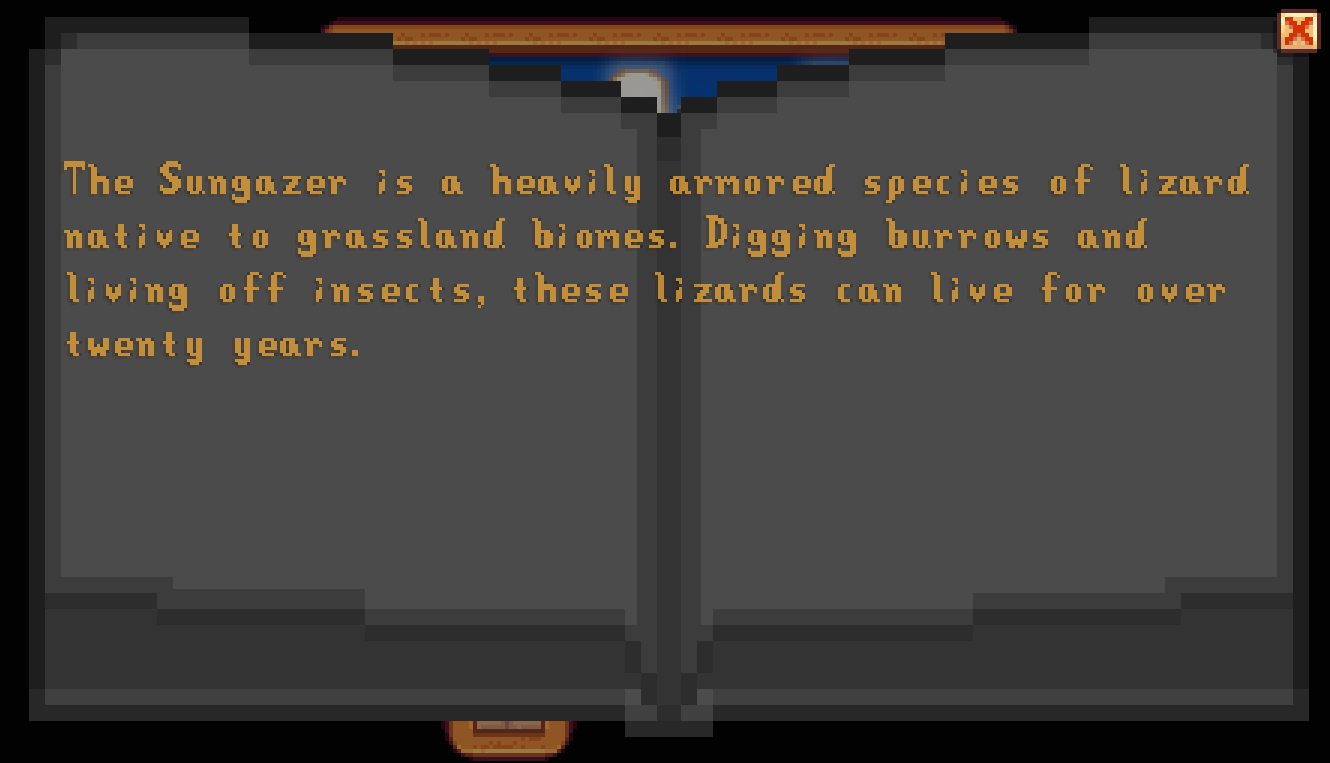 The Sungazer is a heavily armored species of lizard
native to grassland biomes. Digging burrows and
living off insects, these lizards can live for over
twenty years.